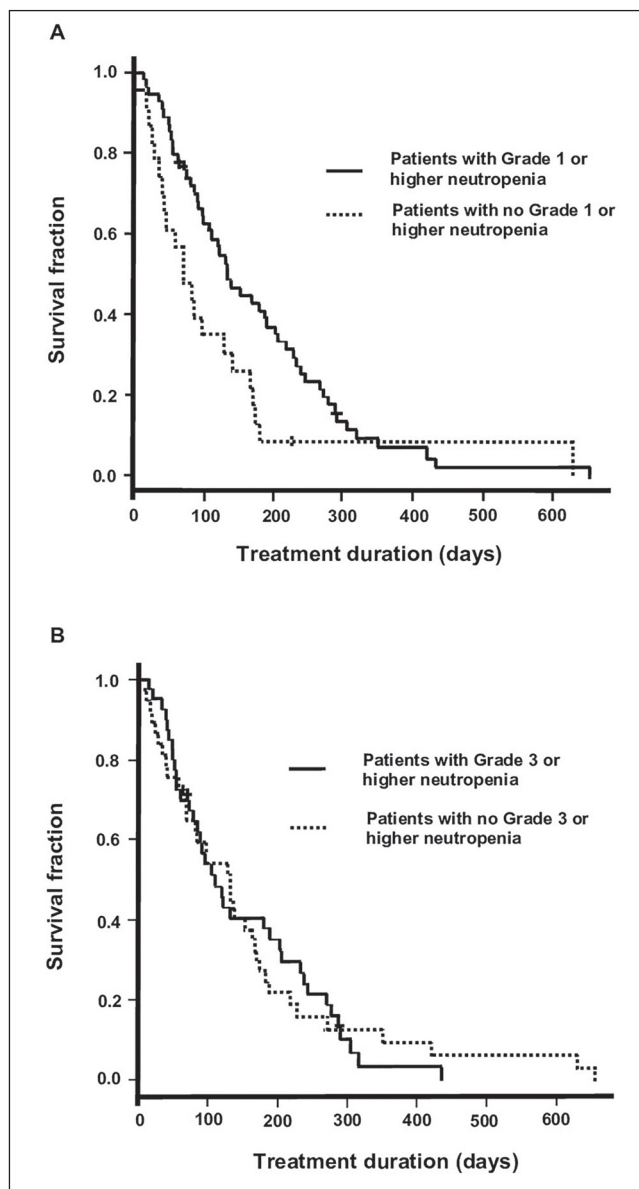 A
1.0
0.8
0.6
0.4
0.2
0.0
Survival fraction
Patients with Grade 1 or
higher neutropenia
Patients with no Grade 1 or
higher neutropenia
0 100 200 300 400 500 600
Treatment duration (days)
B
1.0
0.8
0.6
0.4
0.2
0.0
Survival fraction
Patients with Grade 3 or
higher neutropenia
Patients with no Grade 3 or
higher neutropenia
0 100 200 300 400 500 600
Treatment duration (days)